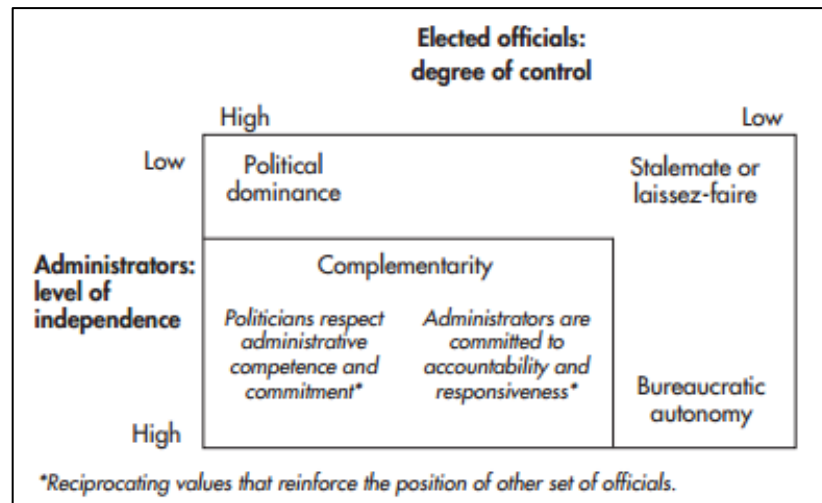 Elected officials:
degree of control
High
Low
Low
Political
dominance
Stalemate or
laissez-faire
Administrators:
level of
independence
Complementarity
Politicians respect
administrative
competence and
commitment*
Administrators are
committed to
accountability and
responsiveness*
Bureaucratic
autonomy
High
*Reciprocating values that reinforce the position of other set of officials.